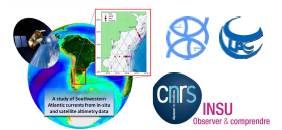 A study of Southwestern
Atlantic currents from in-situ
and satellite altimetry data
cnrs
INSU
Observer & comprendre